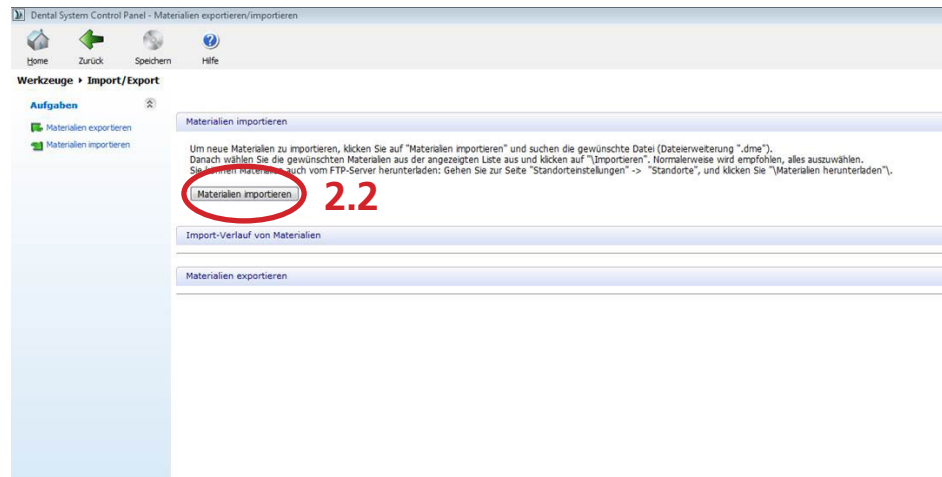 Dental System Control Panel - Materialien exportieren/importieren
Home Zurück Speichern Hilfe
Werkzeuge ▸ Import/Export
Aufgaben
Materialien exportieren
Materialien importieren
Materialien importieren
Um neue Materialien zu importieren, klicken Sie auf "Materialen importieren" und suchen die gewünschte Datei (Dateierweiterung ".dme").
Danach wählen Sie die gewünschten Materialien aus der angezeigten Liste aus und klicken auf "\Importieren". Normalerweise wird empfohlen, alles auszuwählen.
Sie können Materialien auch vom FTP-Server herunterladen: Gehen Sie zur Seite "Standorteinstellungen" -> "Standorte", und klicken Sie "\Materialen herunterladen"\.
Materialien importieren
2.2
Import-Verlauf von Materialien
Materialien exportieren